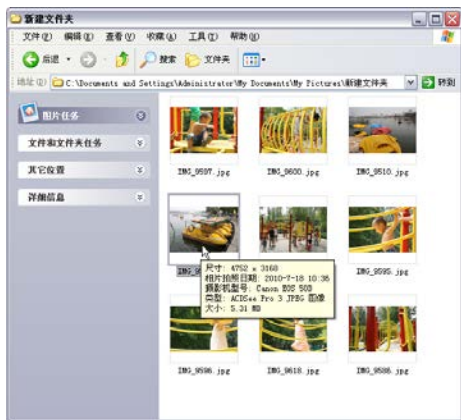 新建文件夹
文件(F) 编辑(E) 查看(V) 收藏(A) 工具(T) 帮助(H)
后退 搜索 文件夹
地址(D) C:\Documents and Settings\Administrator\My Documents\My Pictures\新建文件夹 转到
图片任务
文件和文件夹任务
其它位置
详细信息
IMG_9597.jpg IMG_9600.jpg IMG_9510.jpg
IMG_9595.jpg
尺寸: 4752 x 3168
相片拍照日期: 2010-7-18 10:36
摄影机型号: Canon EOS 50D
类型: ACDSee Pro 3 JPEG 图像
大小: 5.31 MB
IMG_9596.jpg IMG_9618.jpg IMG_9586.jpg